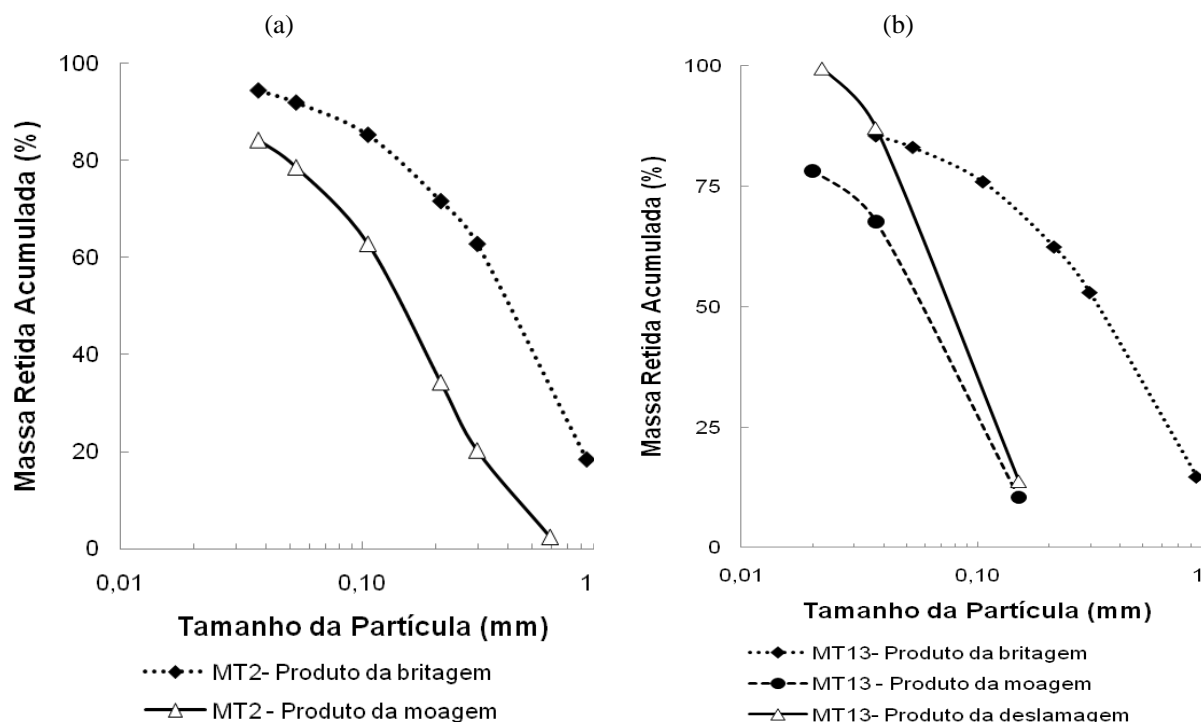 (a)
(b)
Massa Retida Acumulada (%)
100
80
60
40
20
0
0,01
0,10
1
Tamanho da Partícula (mm)
MT2- Produto da britagem
MT2 - Produto da moagem
Massa Retida Acumulada (%)
100
75
50
25
0
0,01
0,10
1
Tamanho da Partícula (mm)
MT13- Produto da britagem
MT13 - Produto da moagem
MT13- Produto da deslamagem